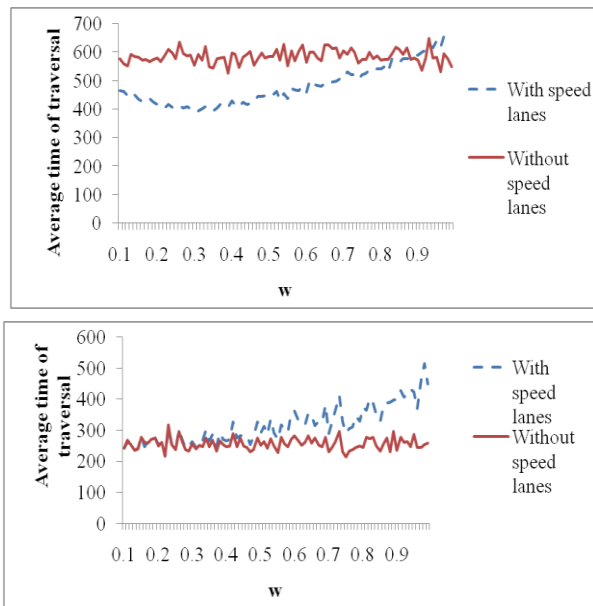 Average time of traversal
700
600
500
400
300
200
100
0
0.1 0.2 0.3 0.4 0.5 0.6 0.7 0.8 0.9
w
With speed
lanes
Without
speed
lanes
Average time of
traversal
600
500
400
300
200
100
0
0.1 0.2 0.3 0.4 0.5 0.6 0.7 0.8 0.9
w
With
speed
lanes
Without
speed
lanes